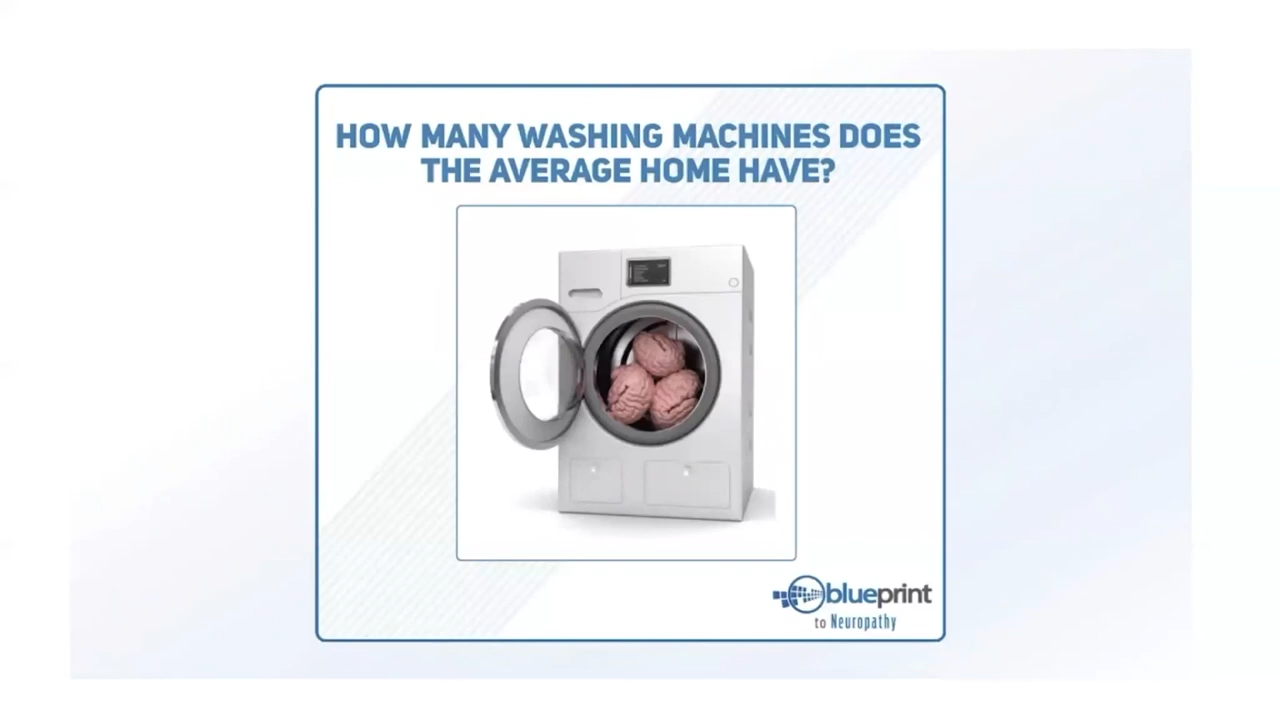 HOW MANY WASHING MACHINES DOES
THE AVERAGE HOME HAVE?
blueprint
to Neuropathy